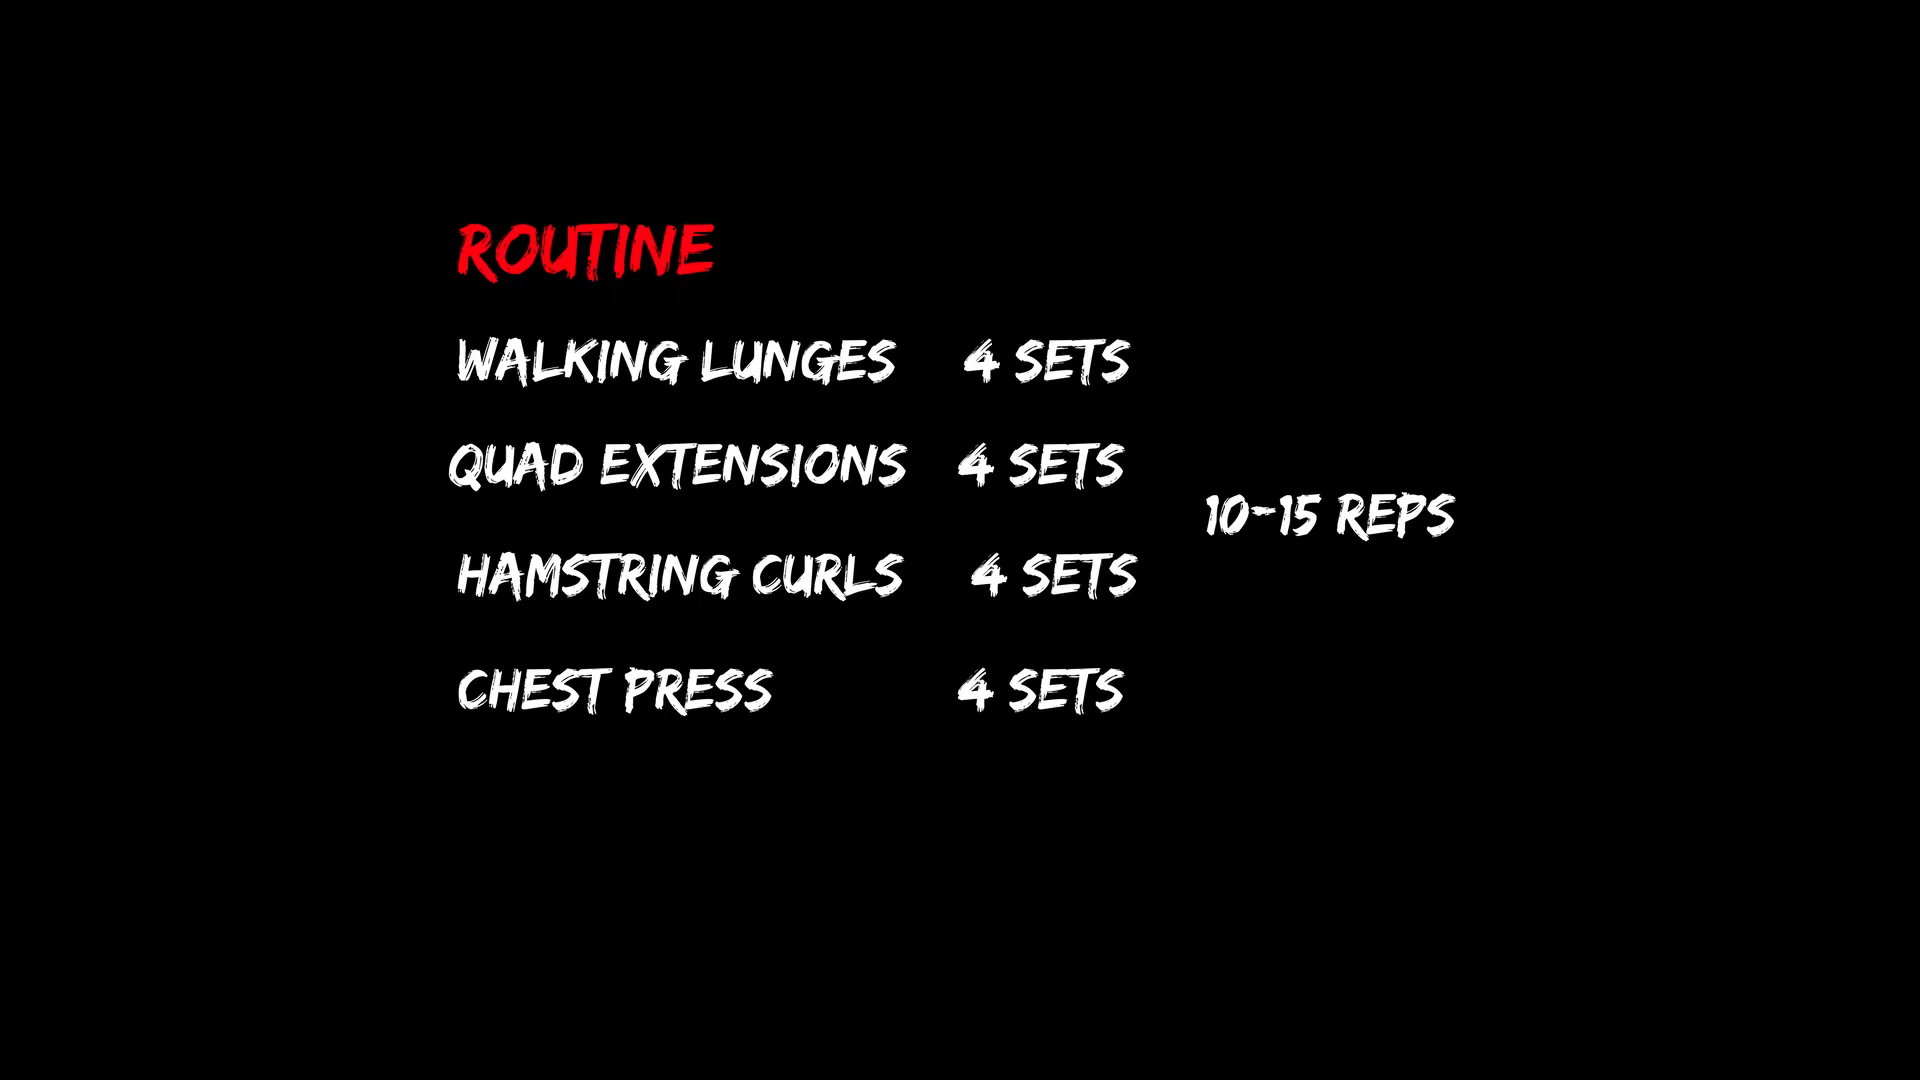 ROUTINE
WALKING LUNGES 4 SETS
QUAD EXTENSIONS 4 SETS
10-15 REPS
HAMSTRING CURLS 4 SETS
CHEST PRESS 4 SETS